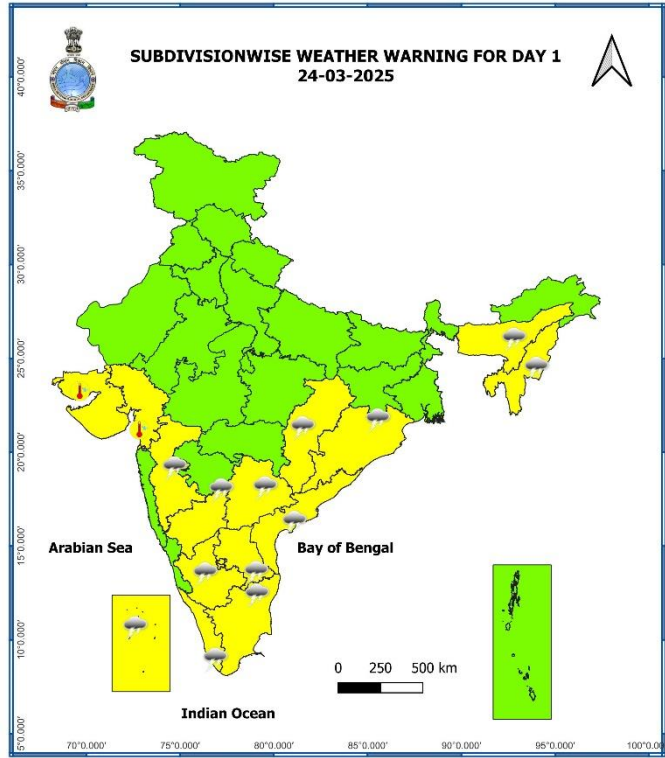 SUBDIVISIONWISE WEATHER WARNING FOR DAY 1
24-03-2025
40°0.000'
35°0.000'
30°0.000'
25°0.000'
20°0.000'
15°0.000'
10°0.000'
5°0.000'
Arabian Sea
Bay of Bengal
0 250 500 km
Indian Ocean
70°0.000' 75°0.000' 80°0.000' 85°0.000' 90°0.000' 95°0.000' 100°0.000'